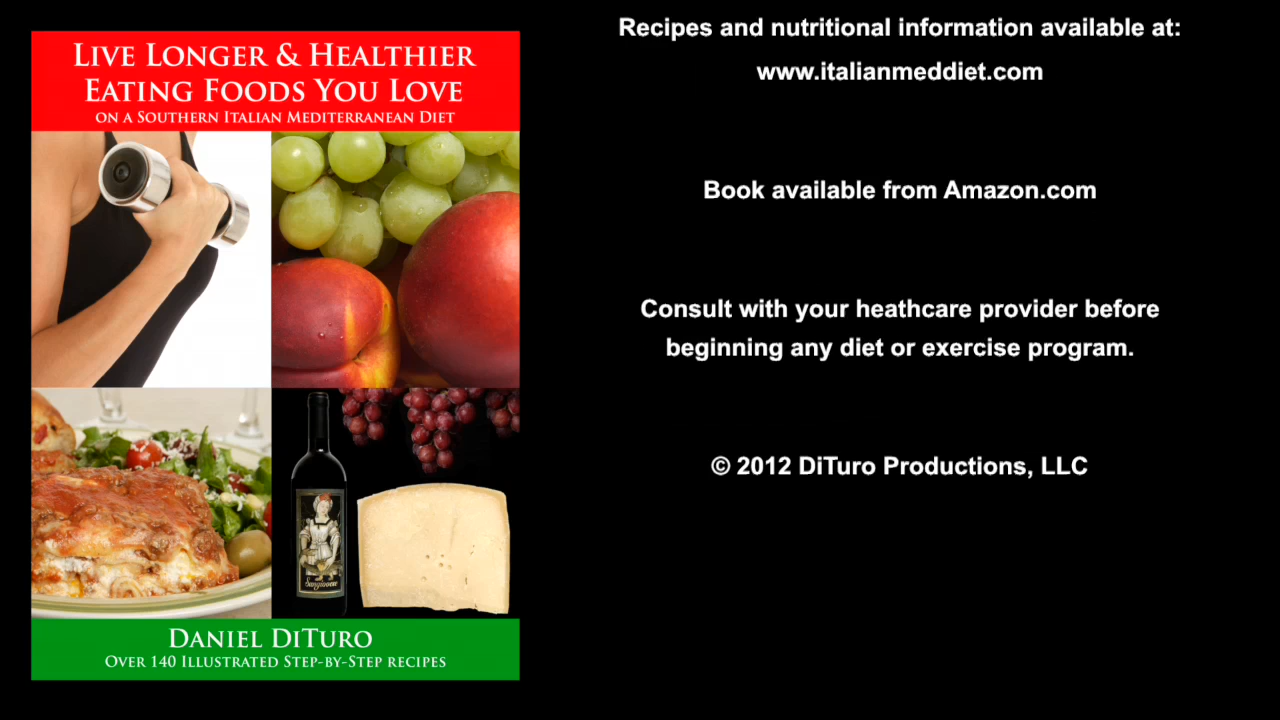 LIVE LONGER & HEALTHIER
EATING FOODS YOU LOVE
ON A SOUTHERN ITALIAN MEDITERRANEAN DIET
Sangiovese
DANIEL DITURO
OVER 140 ILLUSTRATED STEP-BY-STEP RECIPES
Recipes and nutritional information available at:
www.italianmeddiet.com
Book available from Amazon.com
Consult with your heathcare provider before
beginning any diet or exercise program.
© 2012 DiTuro Productions, LLC